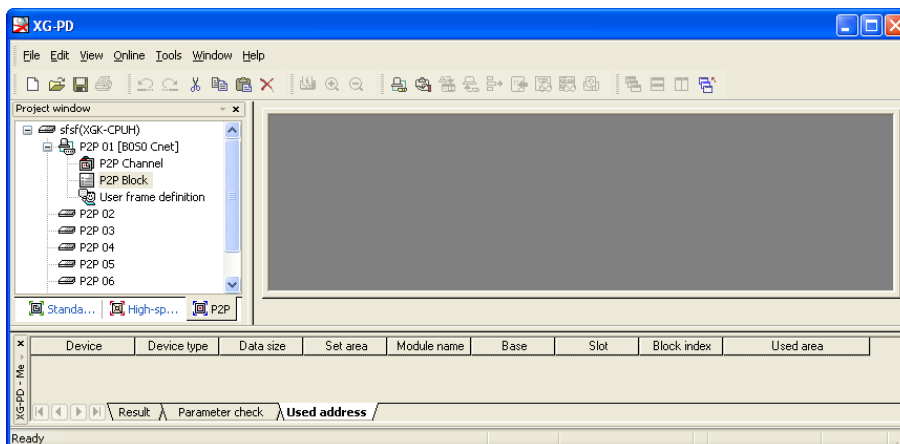 XG-PD
File Edit View Online Tools Window Help
Project window
sfsf(XGK-CPUH)
P2P 01 [B0S0 Cnet]
P2P Channel
P2P Block
User frame definition
P2P 02
P2P 03
P2P 04
P2P 05
P2P 06
Standa... High-sp... P2P
Device Device type Data size Set area Module name Base Slot Block index Used area
XG-PD - Me
Result Parameter check Used address
Ready